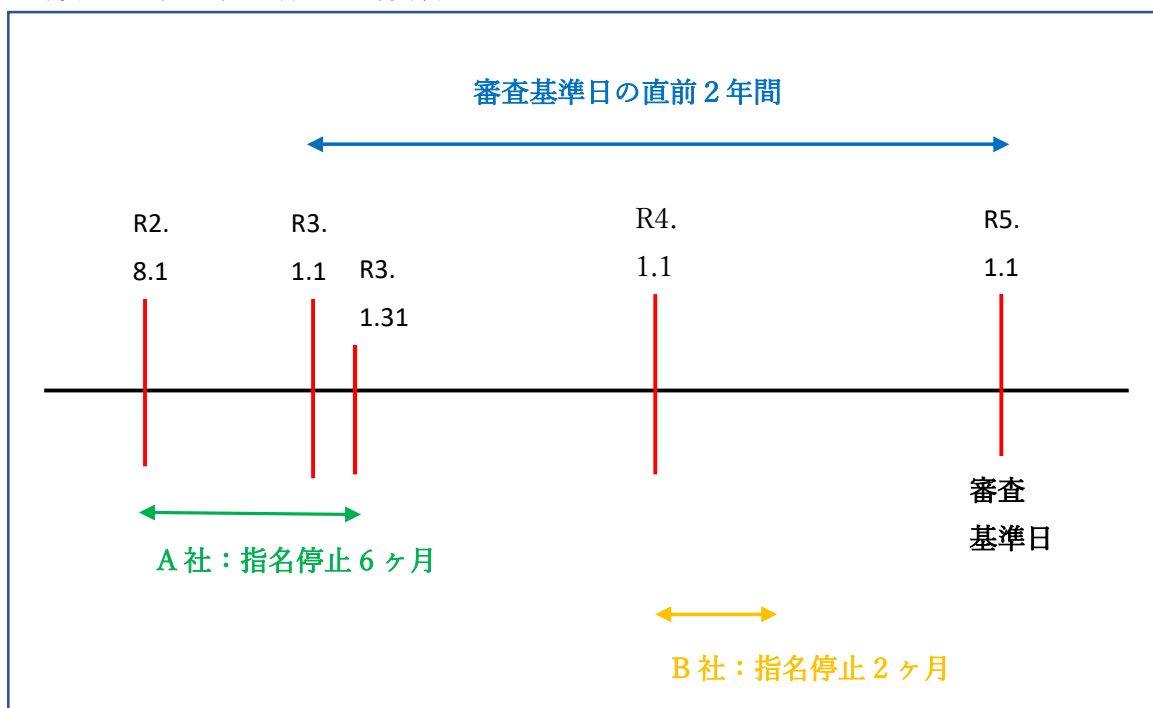 審査基準日の直前２年間
R2.
8.1
R3.
1.1
R3.
1.31
R4.
1.1
R5.
1.1
審査
基準日
A社：指名停止６ヶ月
B社：指名停止２ヶ月